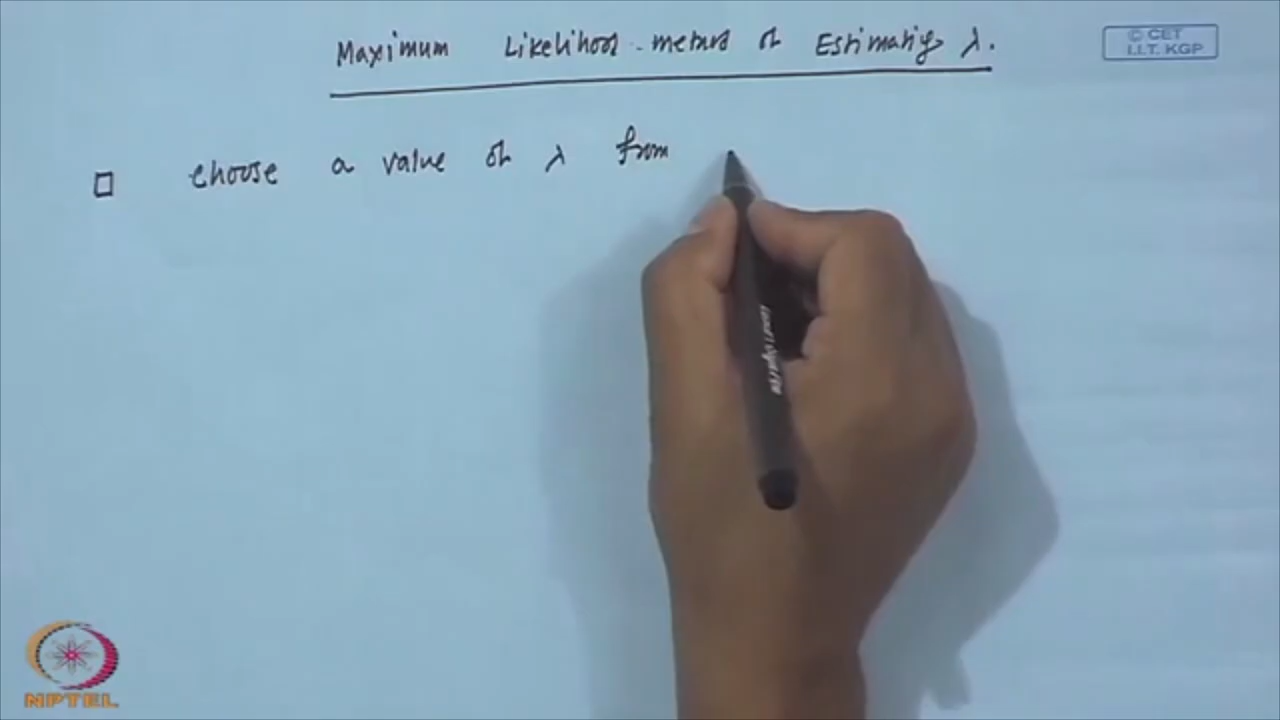 Maximum Likelihood method of Estimating λ.
© CET
I.I.T. KGP
□ choose a value of λ from
NPTEL